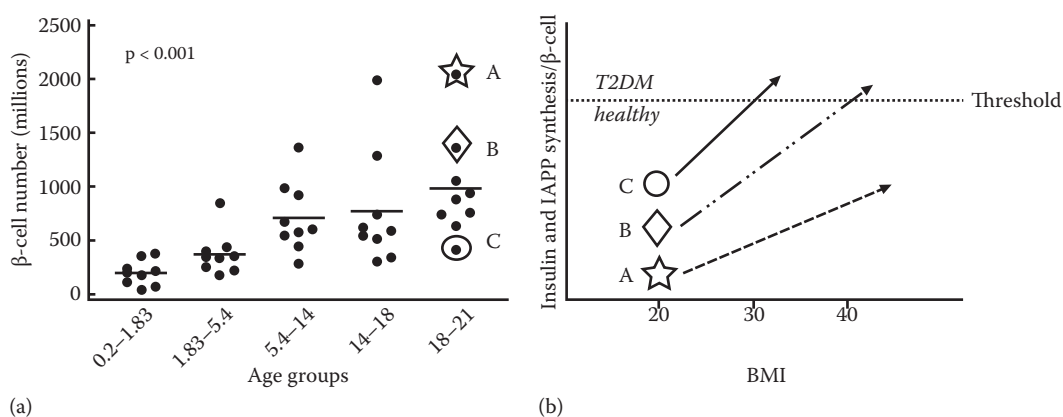 2500
2000
1500
1000
500
0
β-cell number (millions)
p < 0.001
A
B
C
0.2–1.83
1.83–5.4
5.4–14
14–18
18–21
Age groups
(a)
Insulin and IAPP synthesis/β-cell
T2DM
healthy
Threshold
C
B
A
20
30
40
BMI
(b)